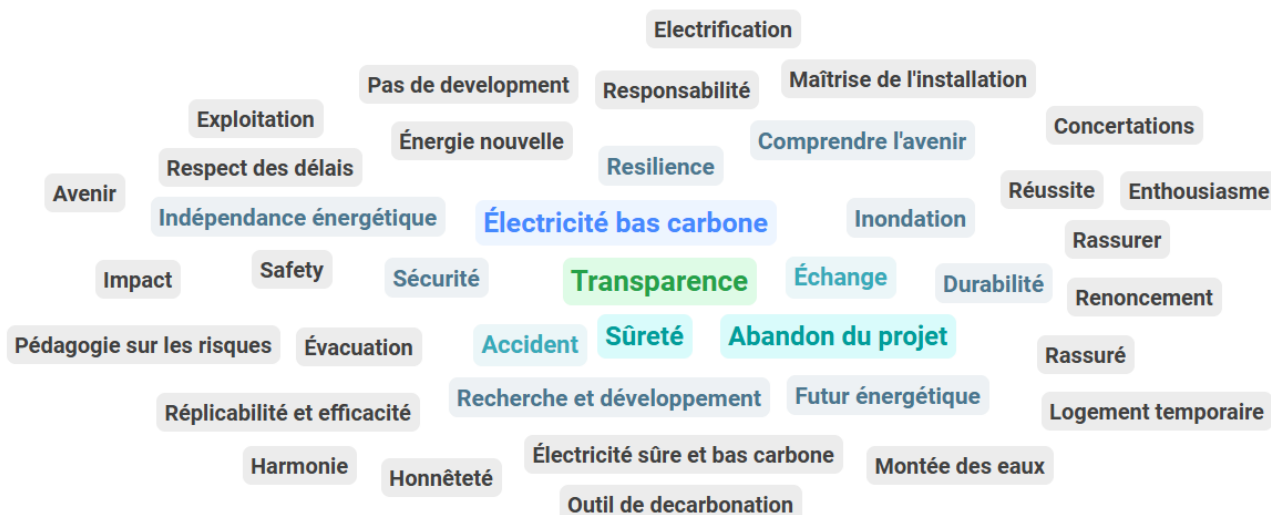 Electrification
Pas de development
Responsabilité
Maîtrise de l'installation
Exploitation
Énergie nouvelle
Comprendre l'avenir
Concertations
Respect des délais
Resilience
Avenir
Réussite
Enthousiasme
Indépendance énergétique
Électricité bas carbone
Inondation
Rassurer
Impact
Safety
Sécurité
Transparence
Échange
Durabilité
Renoncement
Pédagogie sur les risques
Évacuation
Accident
Sûreté
Abandon du projet
Rassuré
Réplicabilité et efficacité
Recherche et développement
Futur énergétique
Logement temporaire
Harmonie
Honnêteté
Électricité sûre et bas carbone
Montée des eaux
Outil de decarbonation